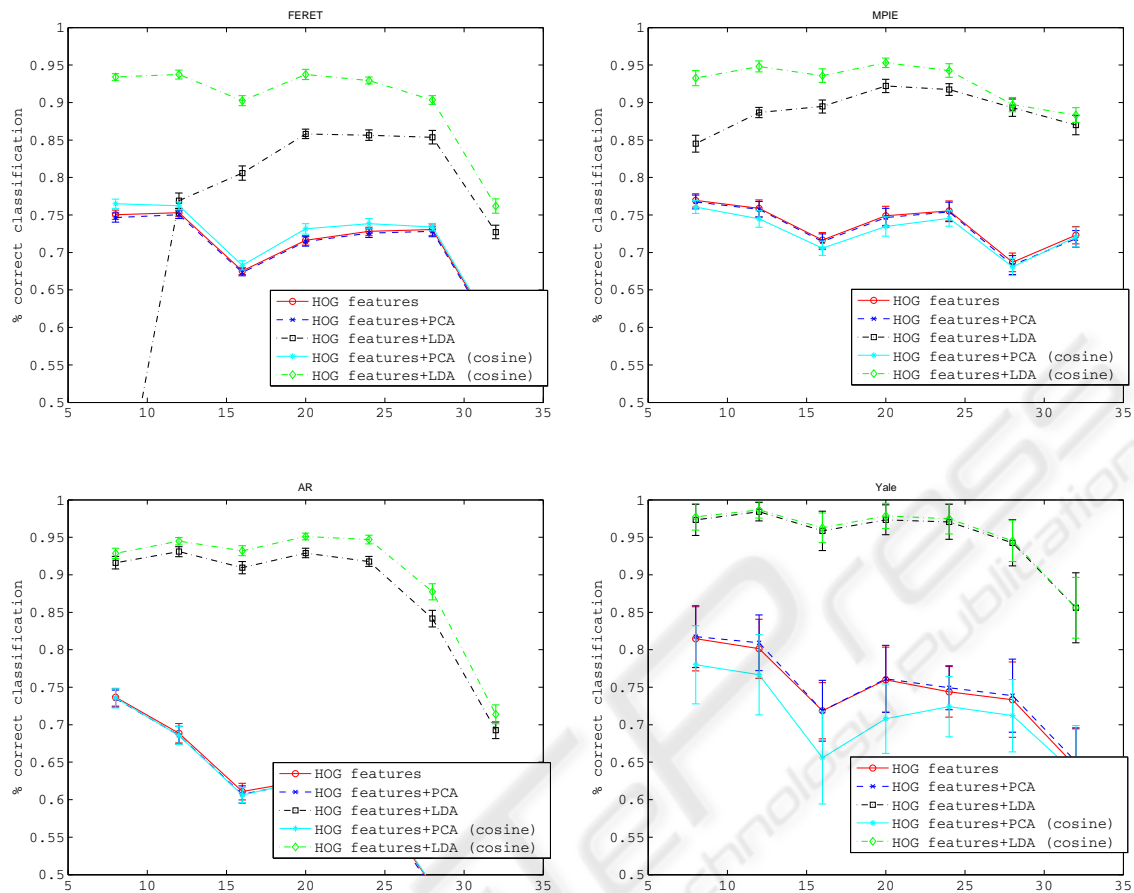 FERET
1
0.95
0.9
0.85
0.8
0.75
0.7
0.65
0.6
0.55
0.5
% correct classification
5 10 15 20 25 30 35
HOG features
HOG features+PCA
HOG features+LDA
HOG features+PCA (cosine)
HOG features+LDA (cosine)
MPIE
1
0.95
0.9
0.85
0.8
0.75
0.7
0.65
0.6
0.55
0.5
% correct classification
5 10 15 20 25 30 35
HOG features
HOG features+PCA
HOG features+LDA
HOG features+PCA (cosine)
HOG features+LDA (cosine)
AR
1
0.95
0.9
0.85
0.8
0.75
0.7
0.65
0.6
0.55
0.5
% correct classification
5 10 15 20 25 30 35
HOG features
HOG features+PCA
HOG features+LDA
HOG features+PCA (cosine)
HOG features+LDA (cosine)
Yale
1
0.95
0.9
0.85
0.8
0.75
0.7
0.65
0.6
0.55
0.5
% correct classification
5 10 15 20 25 30 35
HOG features
HOG features+PCA
HOG features+LDA
HOG features+PCA (cosine)
HOG features+LDA (cosine)
Press
Publication